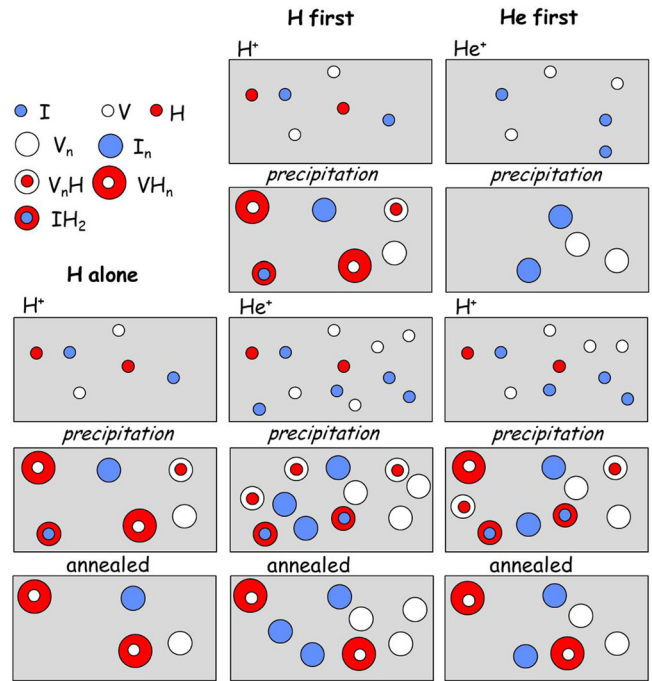 H first
He first
H⁺
He⁺
I
V
H
Vₙ
Iₙ
VₙH
VHₙ
IH₂
precipitation
precipitation
H alone
H⁺
He⁺
H⁺
precipitation
precipitation
precipitation
annealed
annealed
annealed